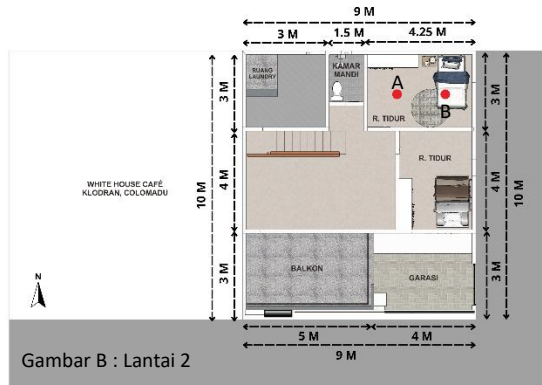 9 M
3 M
1.5 M
4.25 M
RUANG
LAUNDRY
KAMAR
MANDI
A
B
R. TIDUR
3 M
3 M
R. TIDUR
WHITE HOUSE CAFÉ
KLODRAN, COLOMADU
10 M
4 M
4 M
10 M
N
3 M
BALKON
GARASI
3 M
5 M
4 M
9 M
Gambar B : Lantai 2